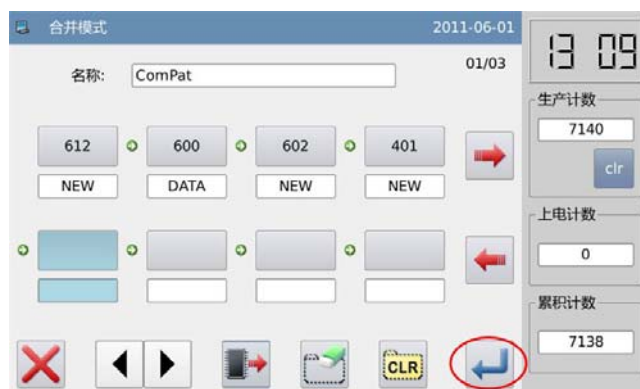 合并模式 2011-06-01
名称: ComPat 01/03
612 600 602 401
NEW DATA NEW NEW
CLR
13 09
生产计数
7140
clr
上电计数
0
累积计数
7138